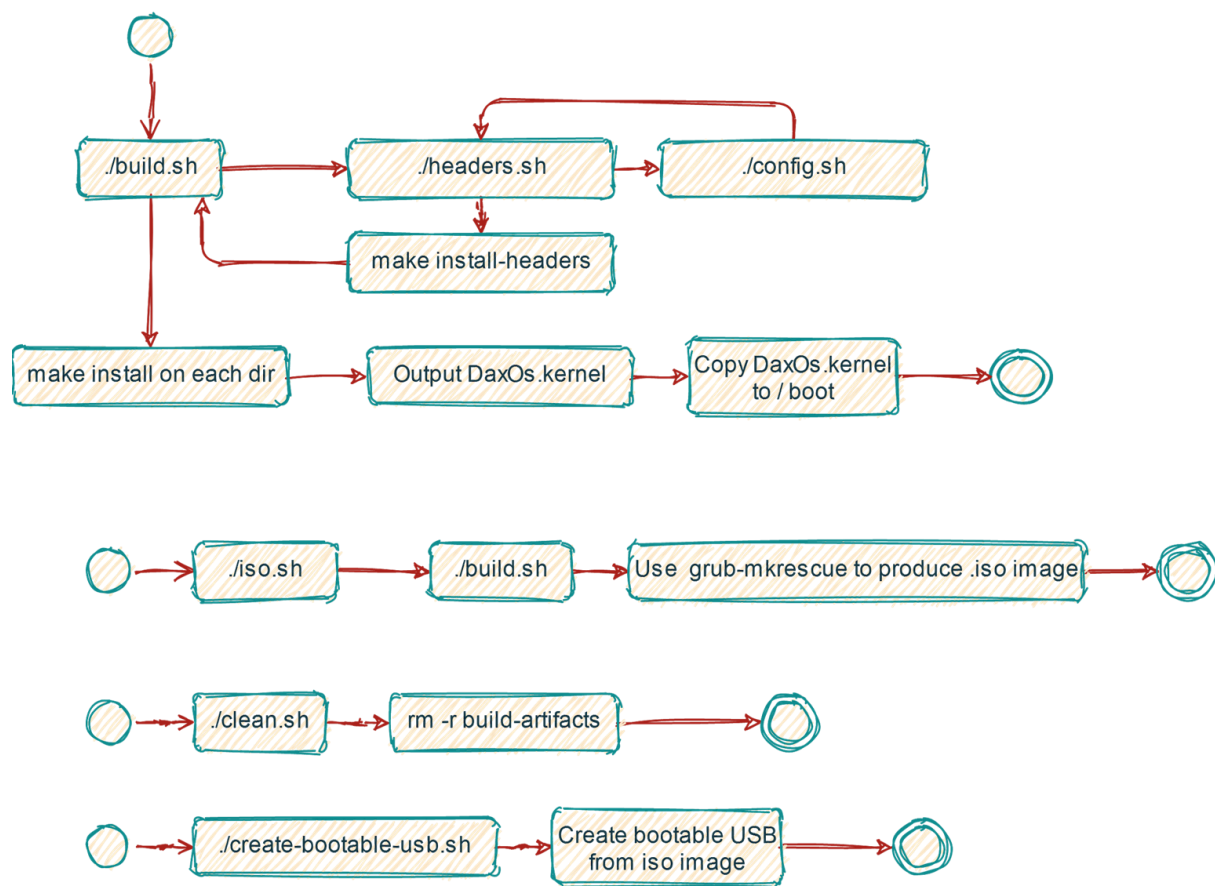 ./build.sh
./headers.sh
./config.sh
make install-headers
make install on each dir
Output DaxOs.kernel
Copy DaxOs.kernel
to / boot
./iso.sh
./build.sh
Use grub-mkrescue to produce .iso image
./clean.sh
rm -r build-artifacts
./create-bootable-usb.sh
Create bootable USB
from iso image